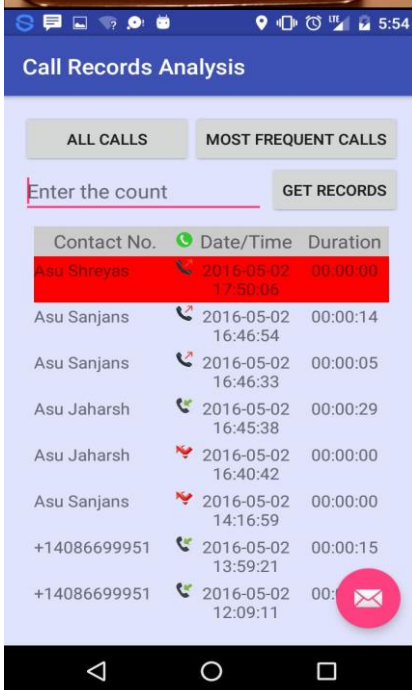 5:54
Call Records Analysis
ALL CALLS MOST FREQUENT CALLS
Enter the count GET RECORDS
Contact No. Date/Time Duration
Asu Shreyas 2016-05-02 00:00:00
17:50:06
Asu Sanjans 2016-05-02 00:00:14
16:46:54
Asu Sanjans 2016-05-02 00:00:05
16:46:33
Asu Jaharsh 2016-05-02 00:00:29
16:45:38
Asu Jaharsh 2016-05-02 00:00:00
16:40:42
Asu Sanjans 2016-05-02 00:00:00
14:16:59
+14086699951 2016-05-02 00:00:15
13:59:21
+14086699951 2016-05-02 00:
12:09:11